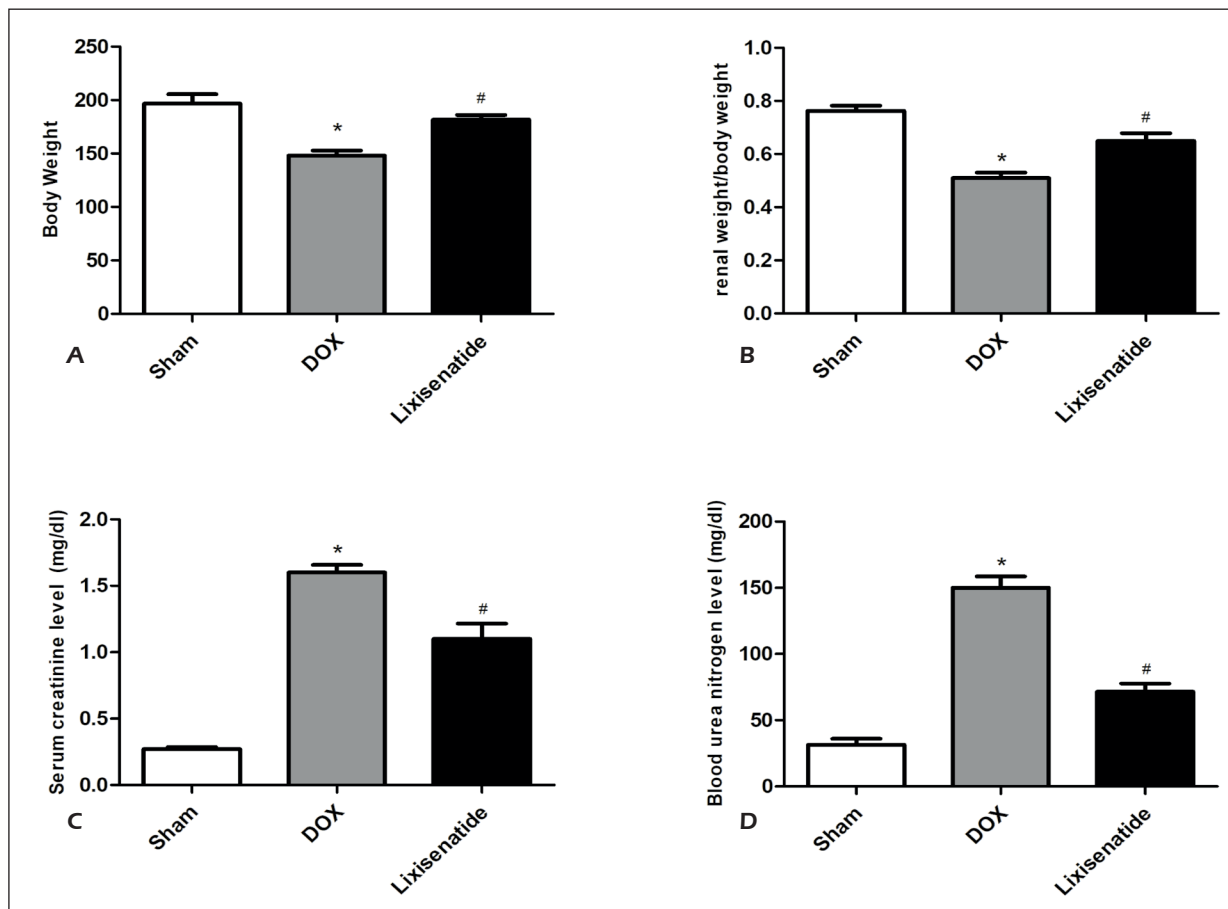 250
200
150
100
50
0
Body Weight
*
#
Sham
DOX
Lixisenatide
A
1.0
0.8
0.6
0.4
0.2
0.0
renal weight/body weight
*
#
Sham
DOX
Lixisenatide
B
2.0
1.5
1.0
0.5
0.0
Serum creatinine level (mg/dl)
*
#
Sham
DOX
Lixisenatide
C
200
150
100
50
0
Blood urea nitrogen level (mg/dl)
*
#
Sham
DOX
Lixisenatide
D